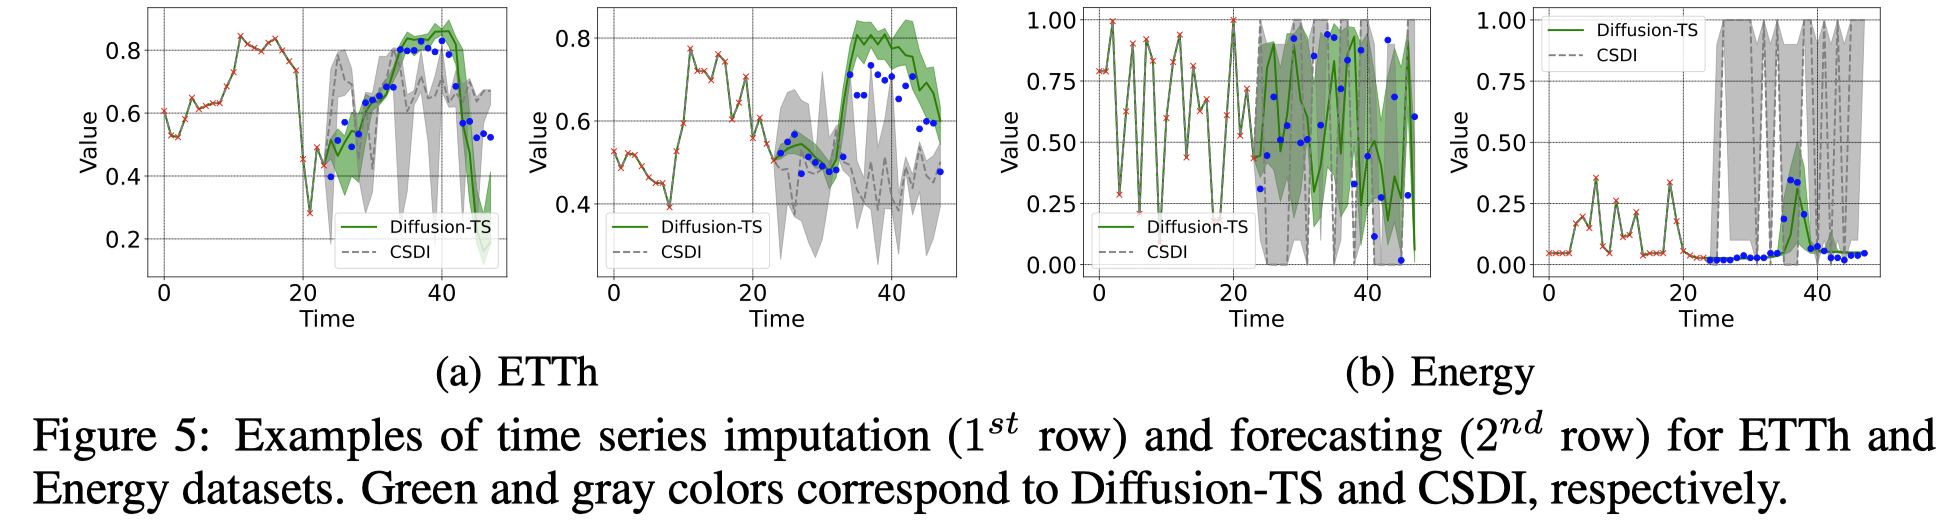 0.8
0.6
0.4
0.2
Value
0
20
40
Time
Diffusion-TS
CSDI
0.8
0.6
0.4
Value
0
20
40
Time
Diffusion-TS
CSDI
1.00
0.75
0.50
0.25
0.00
Value
0
20
40
Time
Diffusion-TS
CSDI
1.00
0.75
0.50
0.25
0.00
Value
0
20
40
Time
Diffusion-TS
CSDI
(a) ETTh
(b) Energy
Figure 5: Examples of time series imputation (1st row) and forecasting (2nd row) for ETTh and
Energy datasets. Green and gray colors correspond to Diffusion-TS and CSDI, respectively.